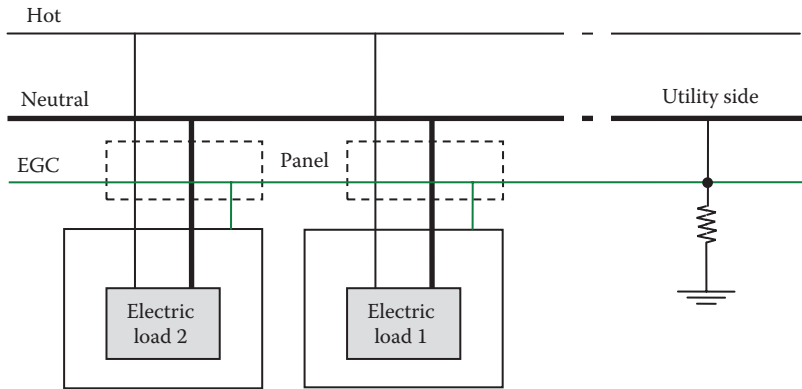 Hot
Neutral
Utility side
EGC
Panel
Electric
load 2
Electric
load 1